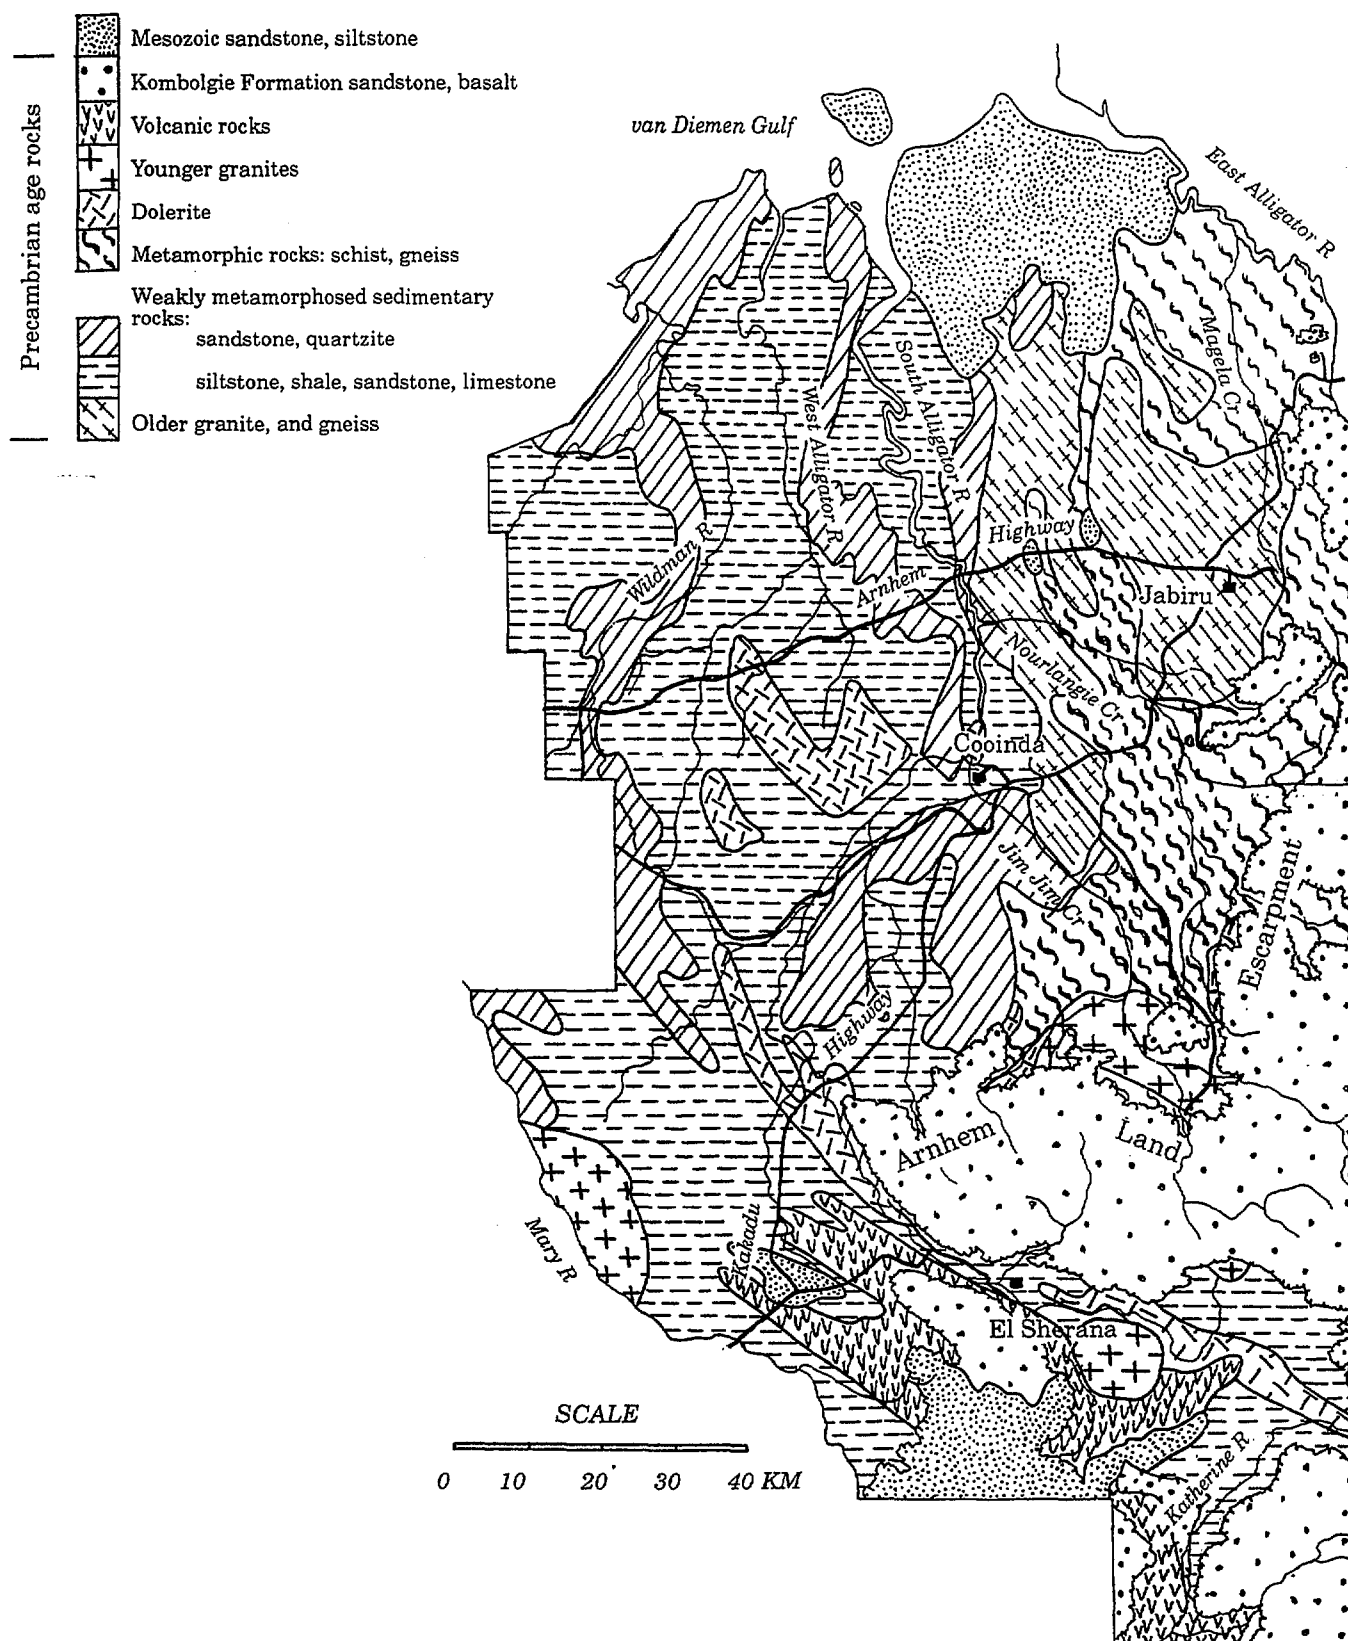 Mesozoic sandstone, siltstone
Kombolgie Formation sandstone, basalt
Volcanic rocks
Younger granites
Dolerite
Metamorphic rocks: schist, gneiss
Weakly metamorphosed sedimentary
rocks:
sandstone, quartzite
siltstone, shale, sandstone, limestone
Older granite, and gneiss
Precambrian age rocks
van Diemen Gulf
East Alligator R
Magela Cr
South Alligator R
West Alligator R
Wildman R
Arnhem
Highway
Jabiru
Nourlangie Cr
Cooinda
Jim Jim Cr
Escarpment
Highway
Arnhem
Land
Kakadu
Mary R
El Sherana
Katherine R
SCALE
0 10 20 30 40 KM